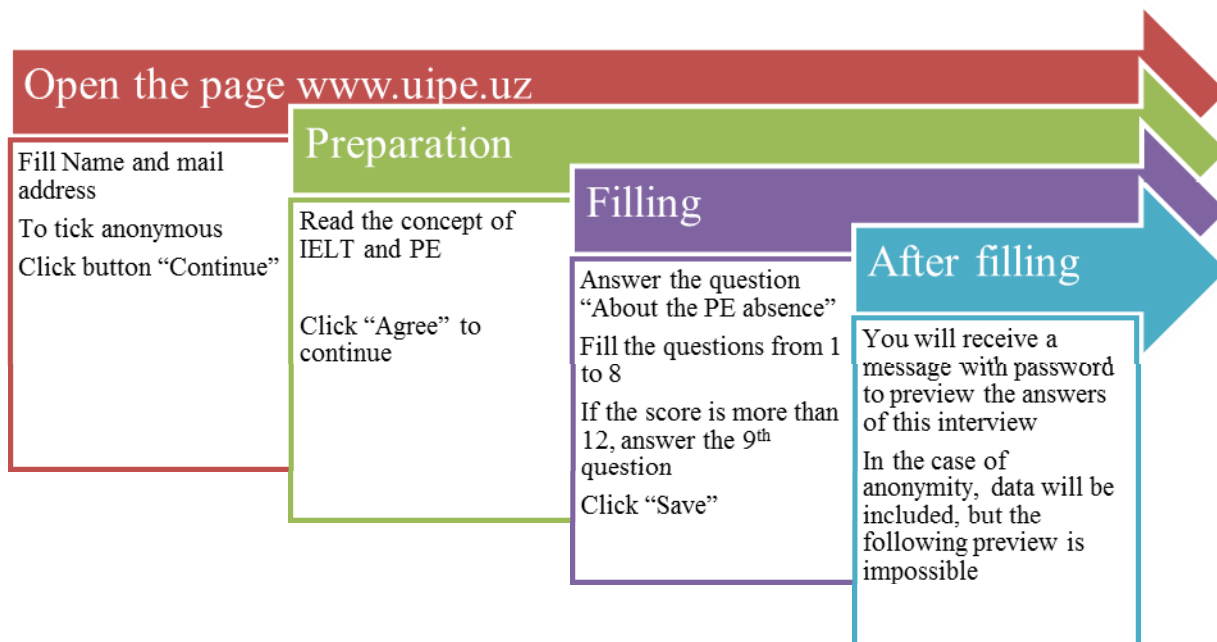 Open the page www.uipe.uz
Fill Name and mail
address
To tick anonymous
Click button “Continue”
Preparation
Read the concept of
IELT and PE
Click “Agree” to
continue
Filling
Answer the question
“About the PE absence”
Fill the questions from 1
to 8
If the score is more than
12, answer the 9th
question
Click “Save”
After filling
You will receive a
message with password
to preview the answers
of this interview
In the case of
anonymity, data will be
included, but the
following preview is
impossible